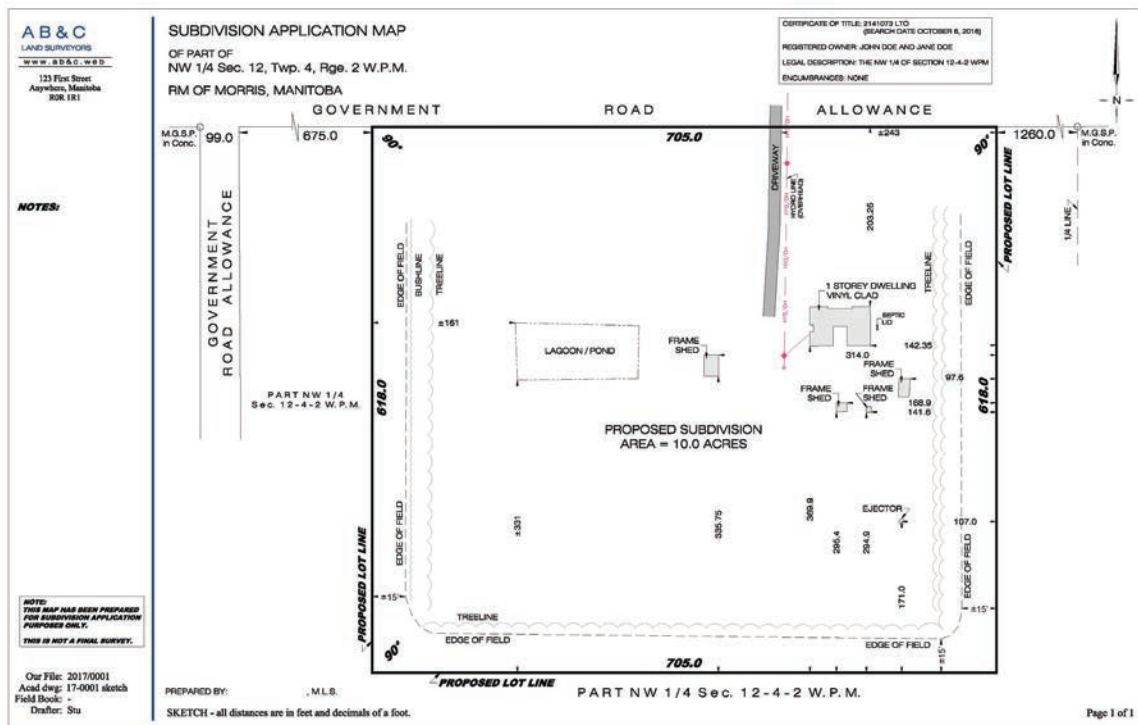 AB&C
LAND SURVEYORS
www.ab&c.web
123 First Street
Anywhere, Manitoba
R0R 1R1
NOTES:
NOTE:
THIS MAP HAS BEEN PREPARED
FOR SUBDIVISION APPLICATION
PURPOSES ONLY.
THIS IS NOT A FINAL SURVEY.
Our File: 2017/0001
Acad dwg: 17-0001 sketch
Field Book: -
Drafter: Stu
SUBDIVISION APPLICATION MAP
OF PART OF
NW 1/4 Sec. 12, Twp. 4, Rge. 2 W.P.M.
RM OF MORRIS, MANITOBA
CERTIFICATE OF TITLE: 2141073 LTO
(SEARCH DATE OCTOBER 6, 2016)
REGISTERED OWNER: JOHN DOE AND JANE DOE
LEGAL DESCRIPTION: THE NW 1/4 OF SECTION 12-4-2 WPM
ENCUMBRANCES: NONE
N
GOVERNMENT ROAD ALLOWANCE
M.G.S.P.
in Conc.
99.0
675.0
90°
705.0
±243
90°
1260.0
M.G.S.P.
in Conc.
GOVERNMENT
ROAD ALLOWANCE
DRIVEWAY
HYDRO LINE
(OVERHEAD)
203.25
PROPOSED LOT LINE
1/4 LINE
EDGE OF FIELD
BUSHLINE
TREELINE
TREELINE
EDGE OF FIELD
1 STOREY DWELLING
VINYL CLAD
SEPTIC
LID
±161
LAGOON / POND
FRAME
SHED
314.0
142.35
FRAME
SHED
97.6
618.0
618.0
PART NW 1/4
Sec. 12-4-2 W.P.M.
FRAME
SHED
FRAME
SHED
168.9
141.6
PROPOSED SUBDIVISION
AREA = 10.0 ACRES
±331
335.75
369.9
295.4
294.9
EJECTOR
107.0
171.0
EDGE OF FIELD
EDGE OF FIELD
PROPOSED LOT LINE
±15'
±15'
TREELINE
EDGE OF FIELD
EDGE OF FIELD
±15'
90°
705.0
PROPOSED LOT LINE
PART NW 1/4 Sec. 12-4-2 W.P.M.
PREPARED BY: , M.L.S.
SKETCH - all distances are in feet and decimals of a foot.
Page 1 of 1